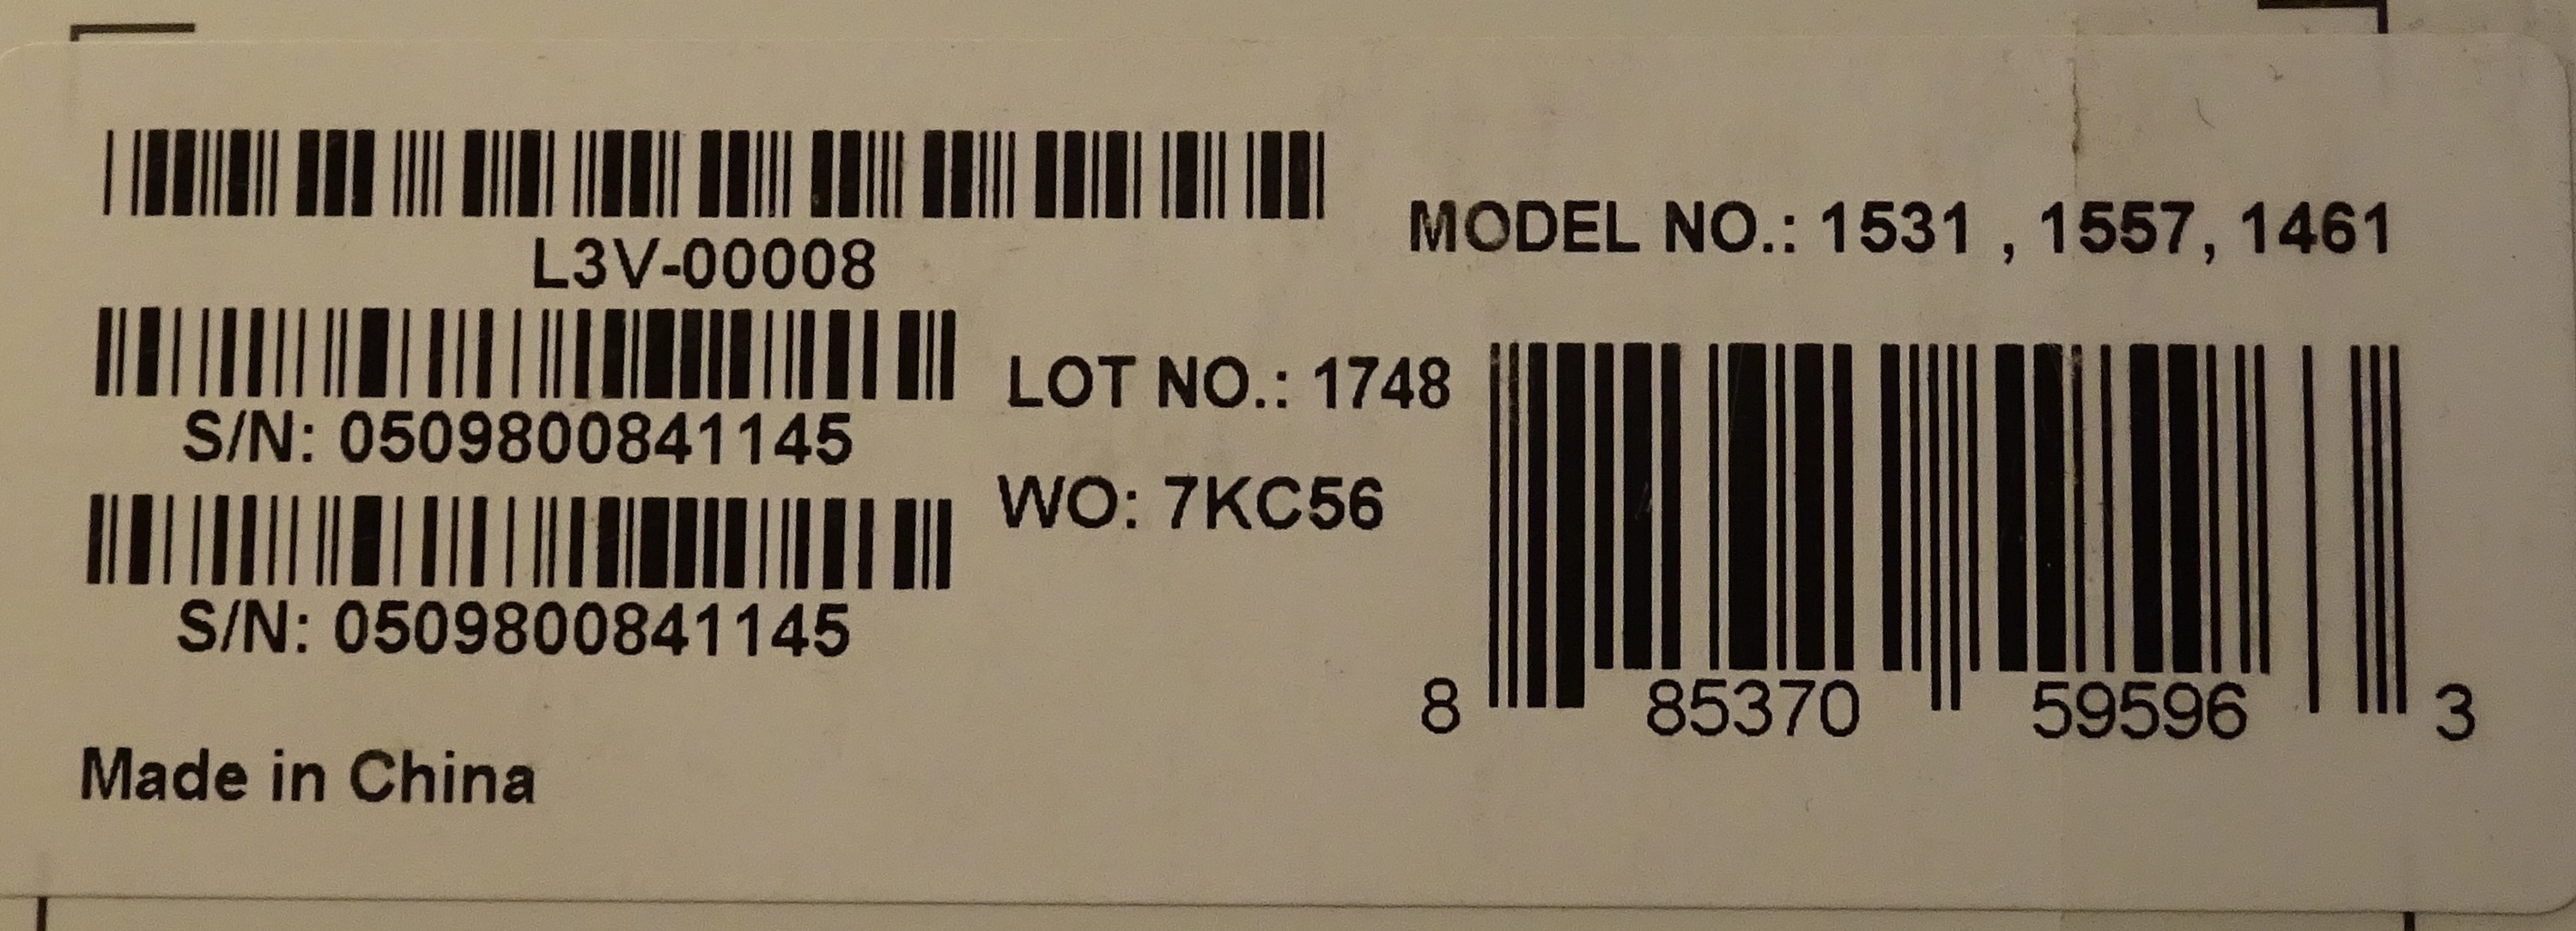 L3V-00008
MODEL NO.: 1531 , 1557, 1461
S/N: 0509800841145
LOT NO.: 1748
WO: 7KC56
S/N: 0509800841145
8 85370 59596 3
Made in China